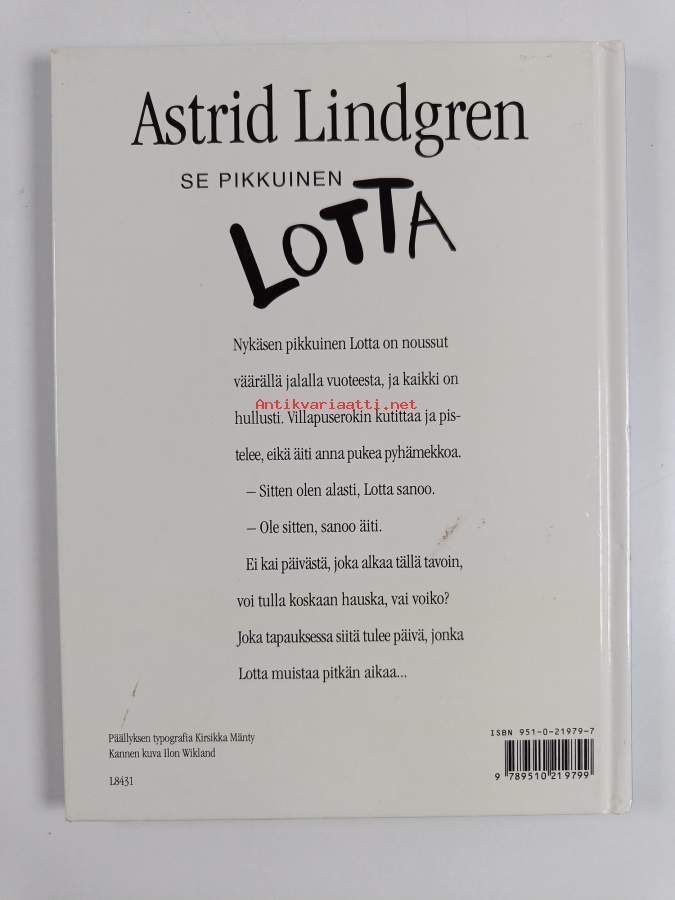 Astrid Lindgren
SE PIKKUINEN
LOTTA
Nykäsen pikkuinen Lotta on noussut
väärällä jalalla vuoteesta, ja kaikki on
Antikvariaatti.net
hullusti. Villapuserokin kutittaa ja pis-
telee, eikä äiti anna pukea pyhämekkoa.
– Sitten olen alasti, Lotta sanoo.
– Ole sitten, sanoo äiti.
Ei kai päivästä, joka alkaa tällä tavoin,
voi tulla koskaan hauska, vai voiko?
Joka tapauksessa siitä tulee päivä, jonka
Lotta muistaa pitkän aikaa...
Päällyksen typografia Kirsikka Mänty
Kannen kuva Ilon Wikland
L8431
ISBN 951-0-21979-7
9 789510 219799